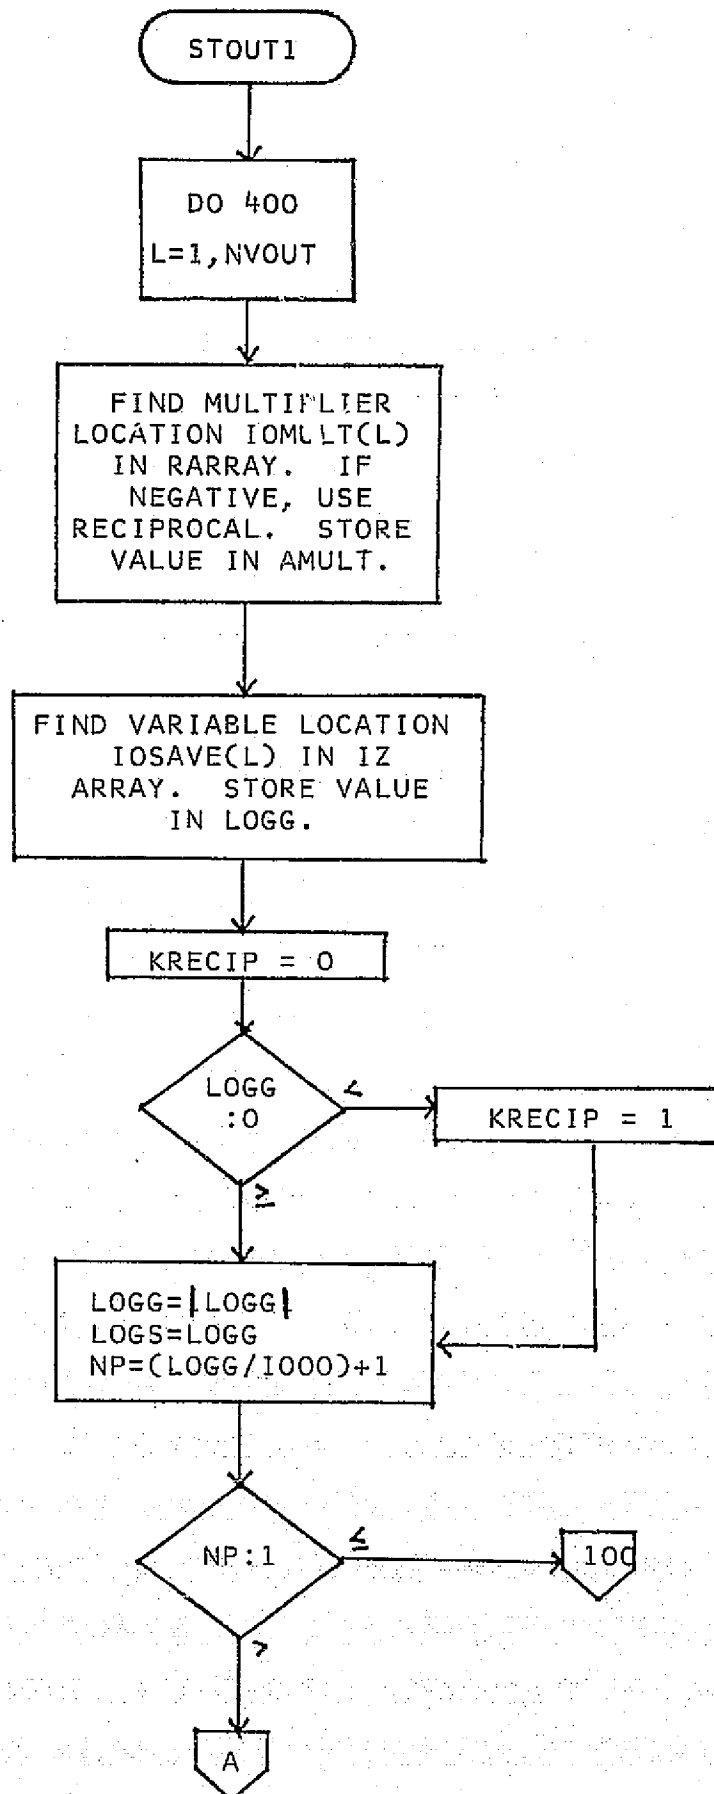 STOUT1
DO 400
L=1,NVOUT
FIND MULTIPLIER
LOCATION IOMULT(L)
IN RARRAY. IF
NEGATIVE, USE
RECIPROCAL. STORE
VALUE IN AMULT.
FIND VARIABLE LOCATION
IOSAVE(L) IN IZ
ARRAY. STORE VALUE
IN LOGG.
KRECIP = 0
LOGG
:0
<
KRECIP = 1
≥
LOGG=|LOGG|
LOGS=LOGG
NP=(LOGG/1000)+1
NP:1
≤
100
>
A